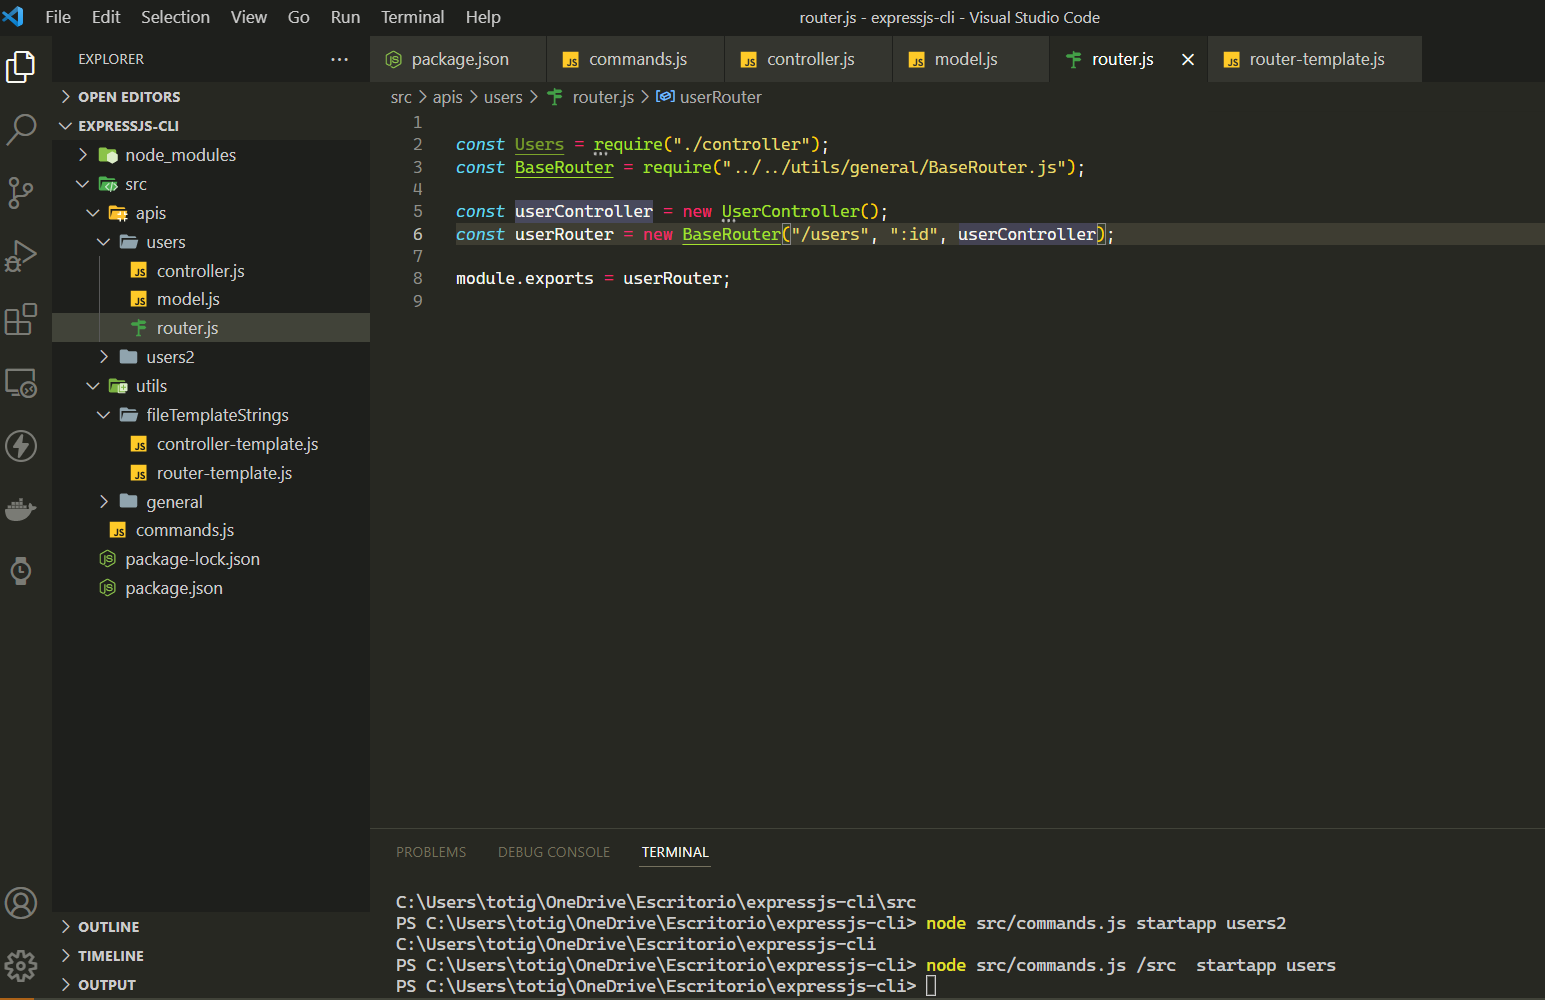 File Edit Selection View Go Run Terminal Help
router.js - expressjs-cli - Visual Studio Code
EXPLORER
OPEN EDITORS
EXPRESSJS-CLI
node_modules
src
apis
users
controller.js
model.js
router.js
users2
utils
fileTemplateStrings
controller-template.js
router-template.js
general
commands.js
package-lock.json
package.json
OUTLINE
TIMELINE
OUTPUT
package.json commands.js controller.js model.js router.js router-template.js
src > apis > users > router.js > userRouter
1
2 const Users = require("./controller");
3 const BaseRouter = require("../../utils/general/BaseRouter.js");
4
5 const userController = new UserController();
6 const userRouter = new BaseRouter("/users", ":id", userController);
7
8 module.exports = userRouter;
9
PROBLEMS DEBUG CONSOLE TERMINAL
C:\Users\totig\OneDrive\Escritorio\expressjs-cli\src
PS C:\Users\totig\OneDrive\Escritorio\expressjs-cli> node src/commands.js startapp users2
C:\Users\totig\OneDrive\Escritorio\expressjs-cli
PS C:\Users\totig\OneDrive\Escritorio\expressjs-cli> node src/commands.js /src  startapp users
PS C:\Users\totig\OneDrive\Escritorio\expressjs-cli>